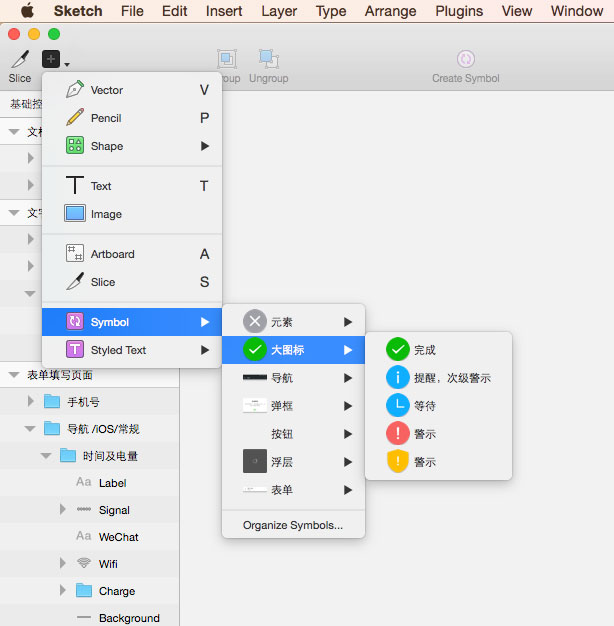 Sketch File Edit Insert Layer Type Arrange Plugins View Window
Slice oup Ungroup Create Symbol
基础控
Vector V
文
Pencil P
Shape
Text T
Image
文字
Artboard A
Slice S
Symbol
Styled Text
元素
大图标
导航
弹框
按钮
浮层
表单
Organize Symbols...
完成
提醒，次级警示
等待
警示
警示
表单填写页面
手机号
导航 /iOS/常规
时间及电量
Aa Label
Signal
Aa WeChat
Wifi
Charge
Background